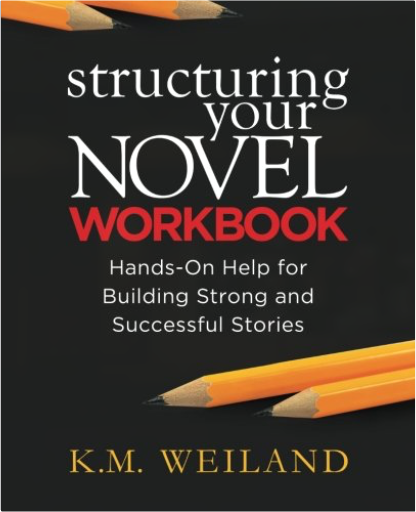 structuring
your
NOVEL
WORKBOOK
Hands-On Help for
Building Strong and
Successful Stories
K.M. WEILAND